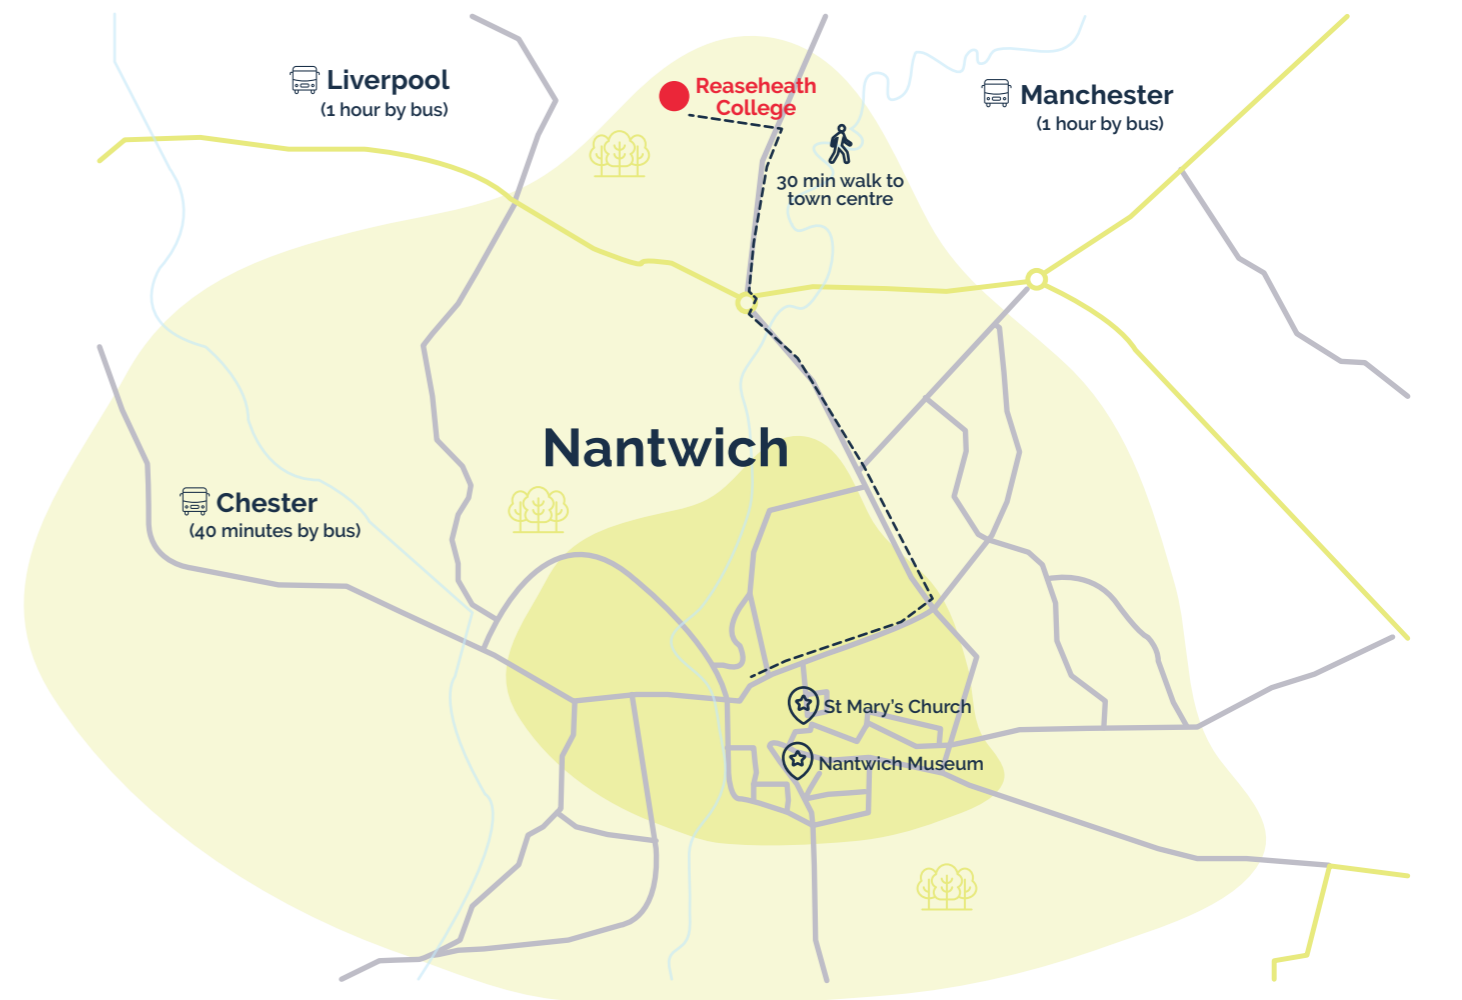 Liverpool
(1 hour by bus)
Reaseheath
College
Manchester
(1 hour by bus)
30 min walk to
town centre
Nantwich
Chester
(40 minutes by bus)
St Mary's Church
Nantwich Museum